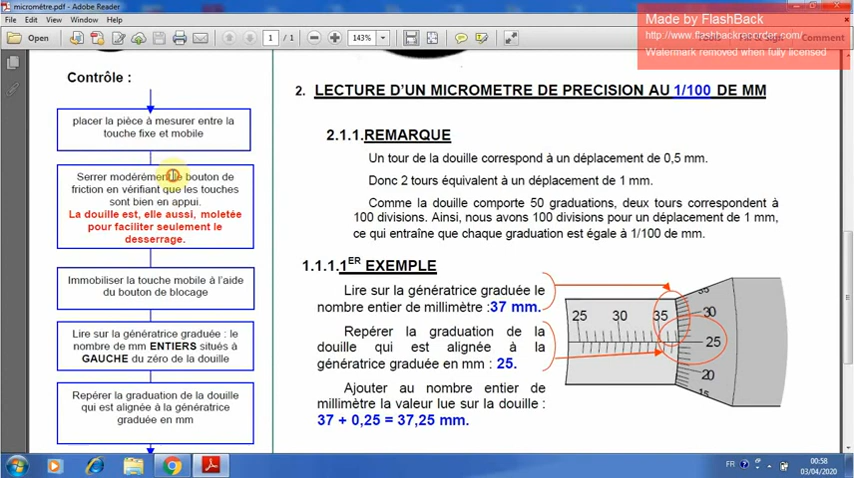 micrométre.pdf - Adobe Reader
File Edit View Window Help
Open
1 / 1
143%
Comment
Made by FlashBack
http://www.flashbackrecorder.com/
Watermark removed when fully licensed
Contrôle :
placer la pièce à mesurer entre la
touche fixe et mobile
Serrer modérément le bouton de
friction en vérifiant que les touches
sont bien en appui.
La douille est, elle aussi, moletée
pour faciliter seulement le
desserrage.
Immobiliser la touche mobile à l'aide
du bouton de blocage
Lire sur la génératrice graduée : le
nombre de mm ENTIERS situés à
GAUCHE du zéro de la douille
Repérer la graduation de la douille
qui est alignée à la génératrice
graduée en mm
2. LECTURE D'UN MICROMETRE DE PRECISION AU 1/100 DE MM
2.1.1.REMARQUE
Un tour de la douille correspond à un déplacement de 0,5 mm.
Donc 2 tours équivalent à un déplacement de 1 mm.
Comme la douille comporte 50 graduations, deux tours correspondent à
100 divisions. Ainsi, nous avons 100 divisions pour un déplacement de 1 mm,
ce qui entraîne que chaque graduation est égale à 1/100 de mm.
1.1.1.1ER EXEMPLE
Lire sur la génératrice graduée le
nombre entier de millimètre :37 mm.
Repérer la graduation de la
douille qui est alignée à la
génératrice graduée en mm : 25.
Ajouter au nombre entier de
millimètre la valeur lue sur la douille :
37 + 0,25 = 37,25 mm.
25 30 35
35
30
25
20
15
FR
00:58
03/04/2020